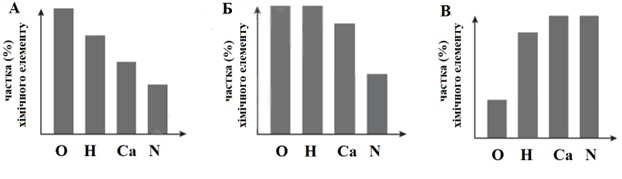 А
частка (%)
хімічного елементу
O H Ca N
Б
частка (%)
хімічного елементу
O H Ca N
В
частка (%)
хімічного елементу
O H Ca N